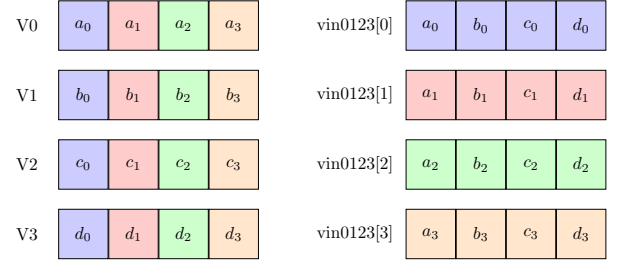 V0 a₀ a₁ a₂ a₃ vin0123[0] a₀ b₀ c₀ d₀
V1 b₀ b₁ b₂ b₃ vin0123[1] a₁ b₁ c₁ d₁
V2 c₀ c₁ c₂ c₃ vin0123[2] a₂ b₂ c₂ d₂
V3 d₀ d₁ d₂ d₃ vin0123[3] a₃ b₃ c₃ d₃